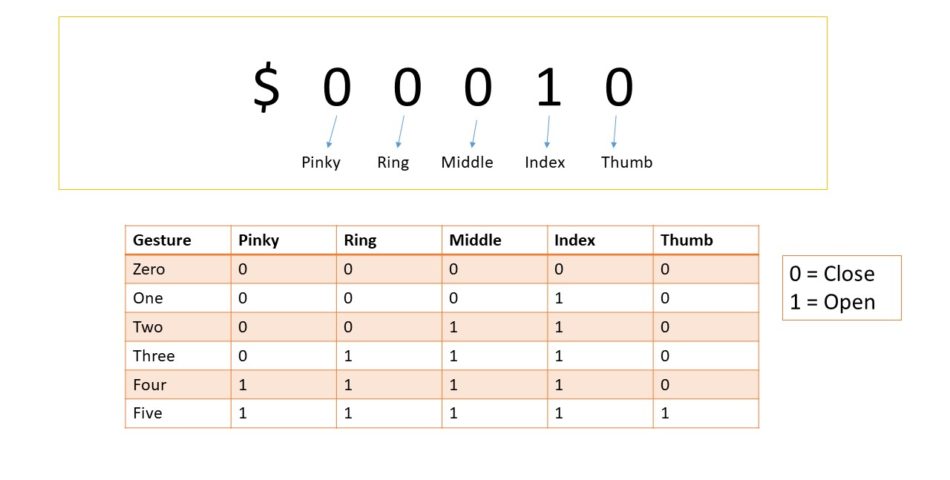 $ 0 0 0 1 0
Pinky Ring Middle Index Thumb
Gesture Pinky Ring Middle Index Thumb
Zero 0 0 0 0 0
One 0 0 0 1 0
Two 0 0 1 1 0
Three 0 1 1 1 0
Four 1 1 1 1 0
Five 1 1 1 1 1
0 = Close
1 = Open